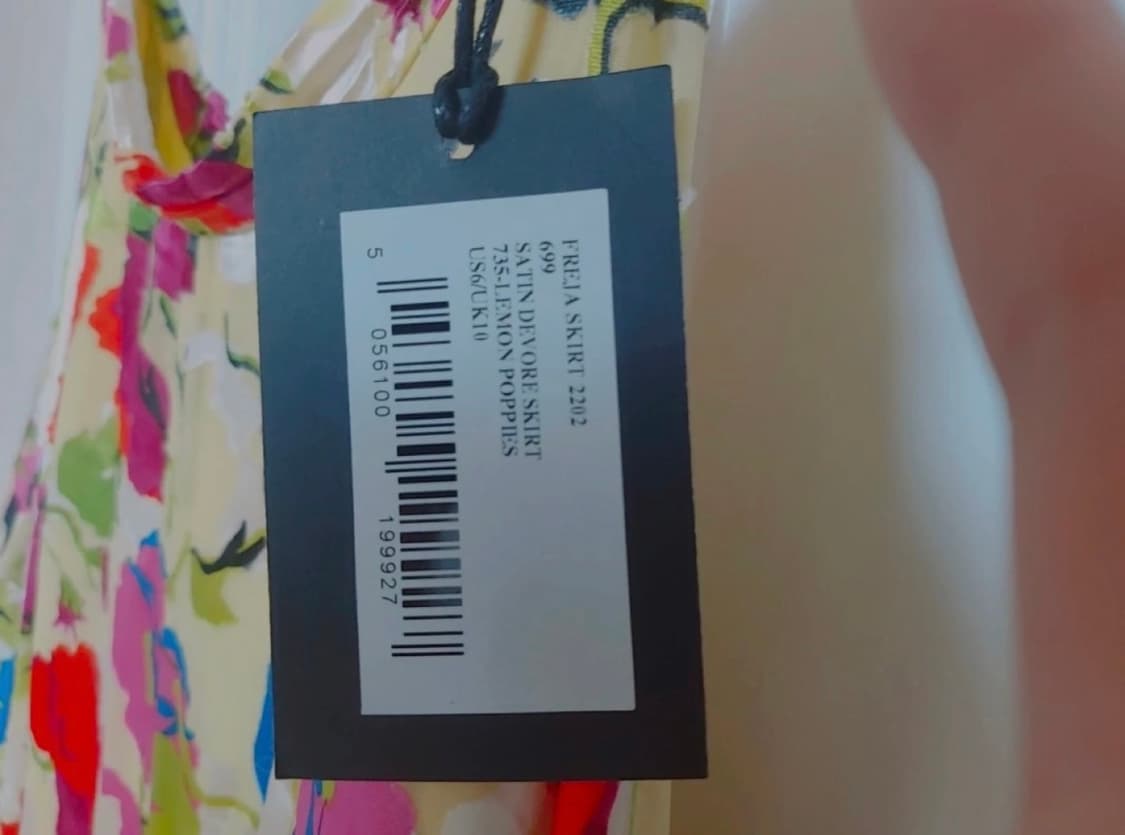 FREJA SKIRT 2202
699
SATIN DEVORE SKIRT
735-LEMON POPPIES
US6/UK10
5 056100 199927